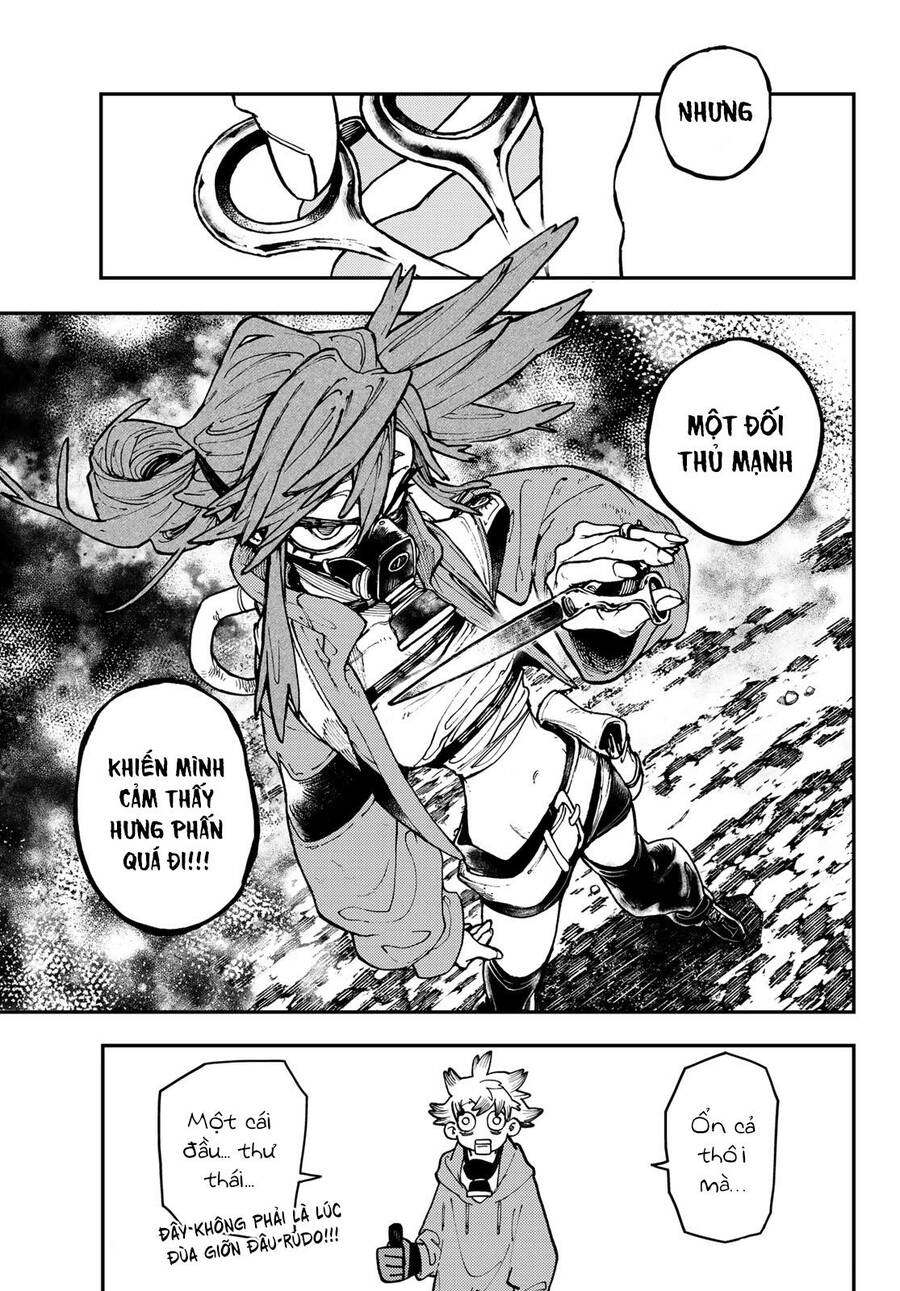 NHƯNG
MỘT ĐỐI
THỦ MẠNH
KHIẾN MÌNH
CẢM THẤY
HƯNG PHẤN
QUÁ ĐI!!!
Ổn cả
thôi
mà...
Một cái
đầu... thư
thái...
ĐÂY KHÔNG PHẢI LÀ LÚC
ĐÙA GIỠN ĐÂU RUDO!!!